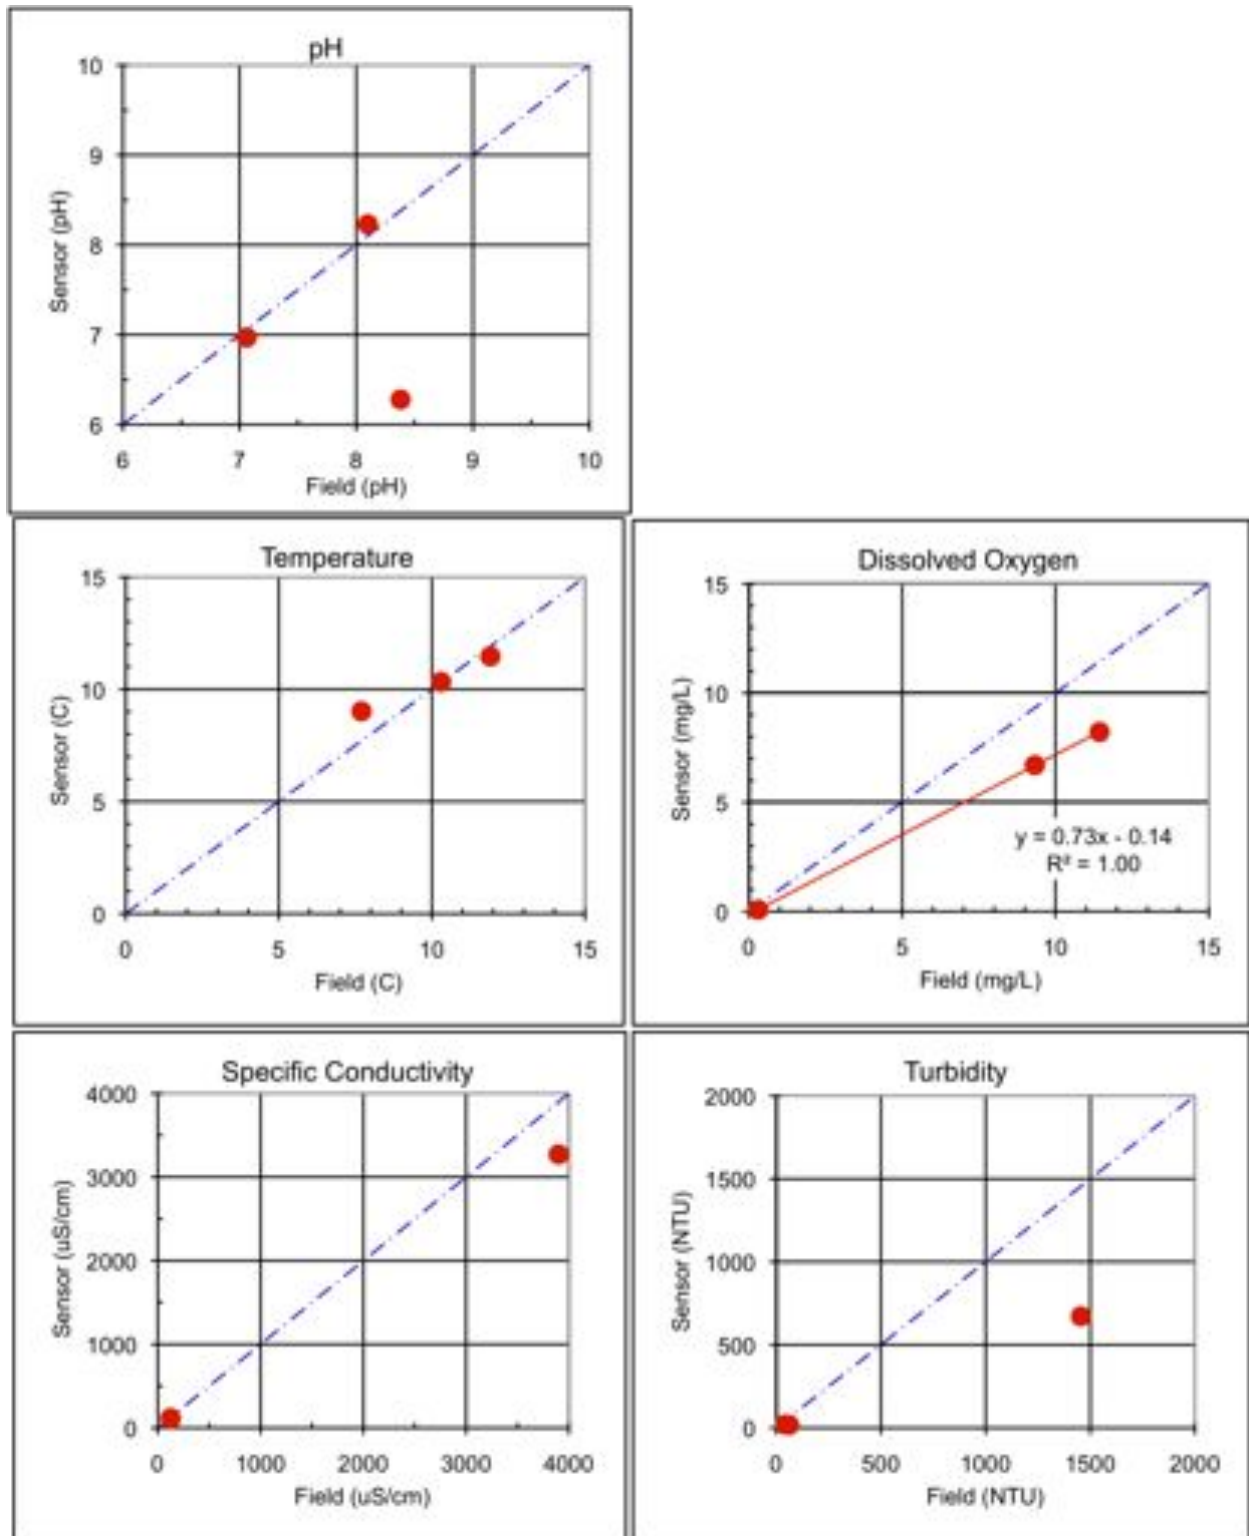 pH
10
9
8
7
6
Sensor (pH)
6 7 8 9 10
Field (pH)
Temperature
15
10
5
0
Sensor (C)
0 5 10 15
Field (C)
Dissolved Oxygen
15
10
5
0
Sensor (mg/L)
y = 0.73x - 0.14
R² = 1.00
0 5 10 15
Field (mg/L)
Specific Conductivity
4000
3000
2000
1000
0
Sensor (uS/cm)
0 1000 2000 3000 4000
Field (uS/cm)
Turbidity
2000
1500
1000
500
0
Sensor (NTU)
0 500 1000 1500 2000
Field (NTU)